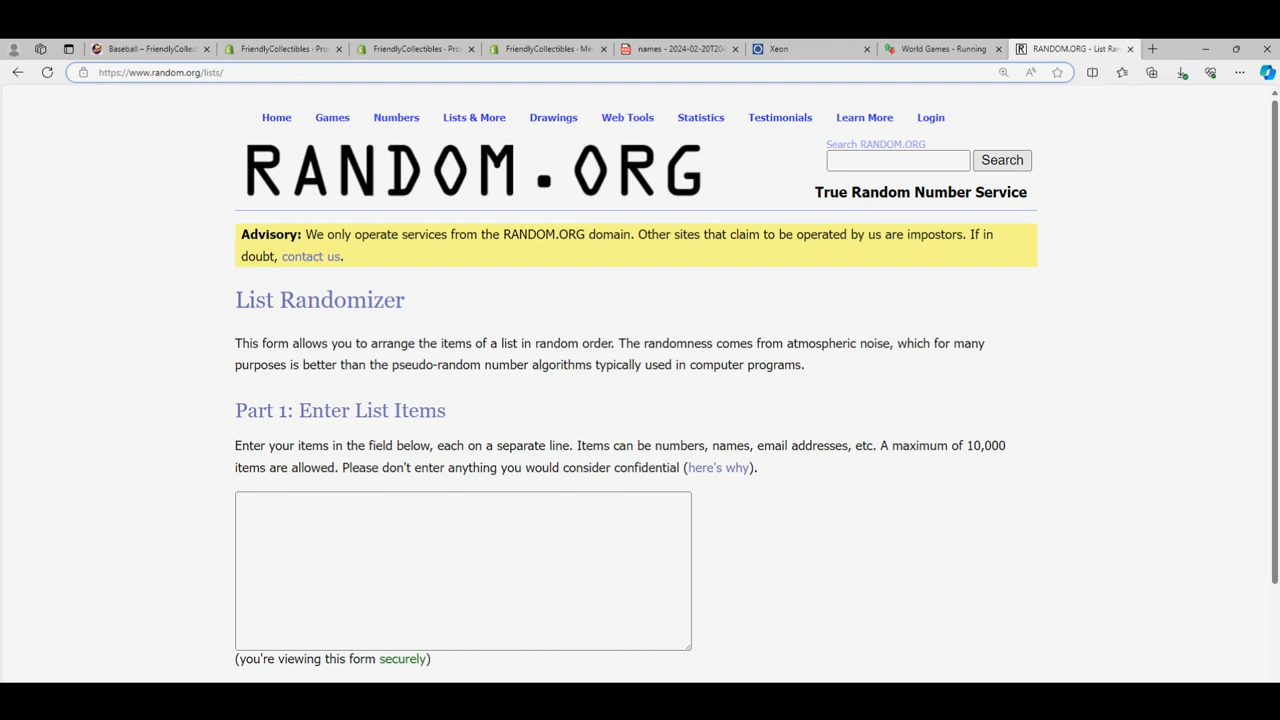 Baseball – FriendlyCollec
FriendlyCollectibles · Pro
FriendlyCollectibles · Pro
FriendlyCollectibles · Me
names - 2024-02-20T204
Xeon
World Games - Running
RANDOM.ORG - List Ra
https://www.random.org/lists/
Home Games Numbers Lists & More Drawings Web Tools Statistics Testimonials Learn More Login
RANDOM.ORG
Search RANDOM.ORG
Search
True Random Number Service
Advisory: We only operate services from the RANDOM.ORG domain. Other sites that claim to be operated by us are impostors. If in
doubt, contact us.
List Randomizer
This form allows you to arrange the items of a list in random order. The randomness comes from atmospheric noise, which for many
purposes is better than the pseudo-random number algorithms typically used in computer programs.
Part 1: Enter List Items
Enter your items in the field below, each on a separate line. Items can be numbers, names, email addresses, etc. A maximum of 10,000
items are allowed. Please don't enter anything you would consider confidential (here's why).
(you're viewing this form securely)